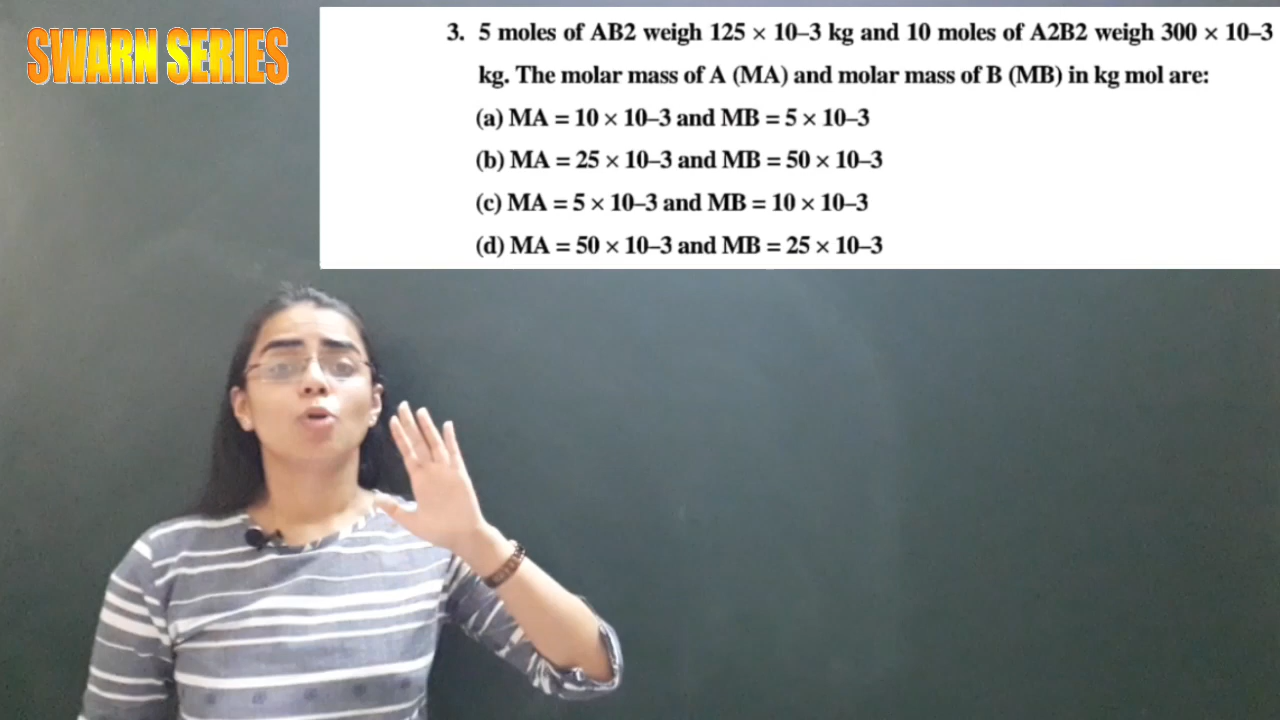 SWARN SERIES
3. 5 moles of AB2 weigh 125 × 10–3 kg and 10 moles of A2B2 weigh 300 × 10–3
kg. The molar mass of A (MA) and molar mass of B (MB) in kg mol are:
(a) MA = 10 × 10–3 and MB = 5 × 10–3
(b) MA = 25 × 10–3 and MB = 50 × 10–3
(c) MA = 5 × 10–3 and MB = 10 × 10–3
(d) MA = 50 × 10–3 and MB = 25 × 10–3